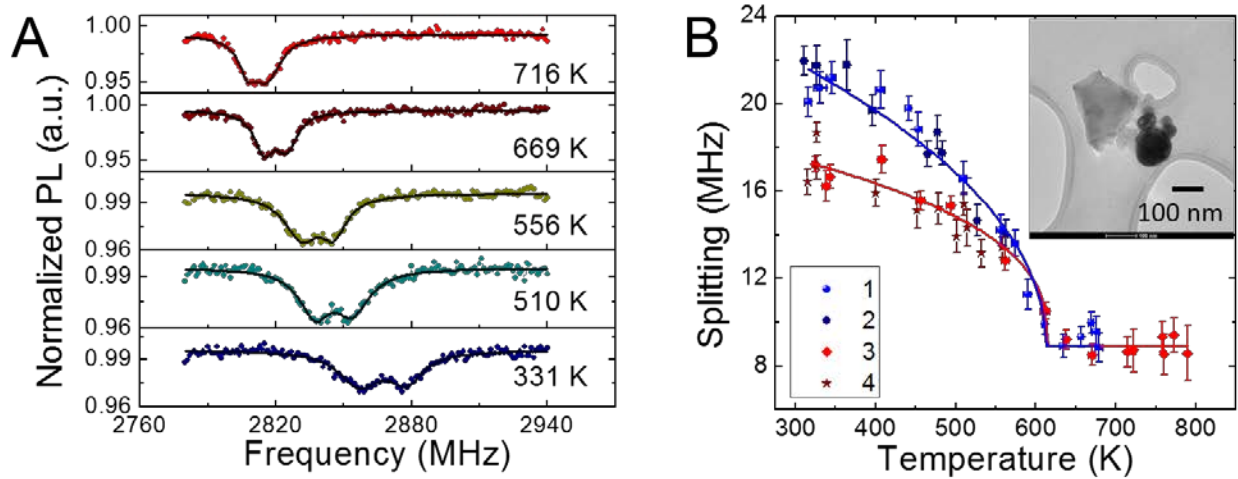 A
Normalized PL (a.u.)
1.00
0.95
716 K
1.00
0.95
669 K
0.99
0.96
556 K
0.99
0.96
510 K
0.99
0.96
331 K
2760 2820 2880 2940
Frequency (MHz)
B
Splitting (MHz)
24
20
16
12
8
100 nm
1
2
3
4
300 400 500 600 700 800
Temperature (K)